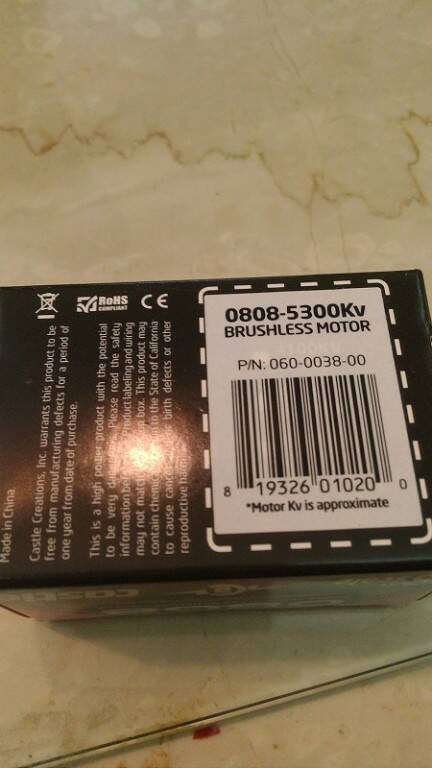 0808-5300Kv
BRUSHLESS MOTOR
P/N: 060-0038-00
8 19326 01020 0
*Motor Kv is approximate
RoHS
COMPLIANT
CE
Made in China
Castle Creations, Inc. warrants this product to be
free from manufacturing defects for a period of
one year from date of purchase.
This is a high power product with the potential
to be very Please read the safety
information product labeling and wiring
may not match box. This product may
contain to the State of California
to cause birth defects or other
reproductive